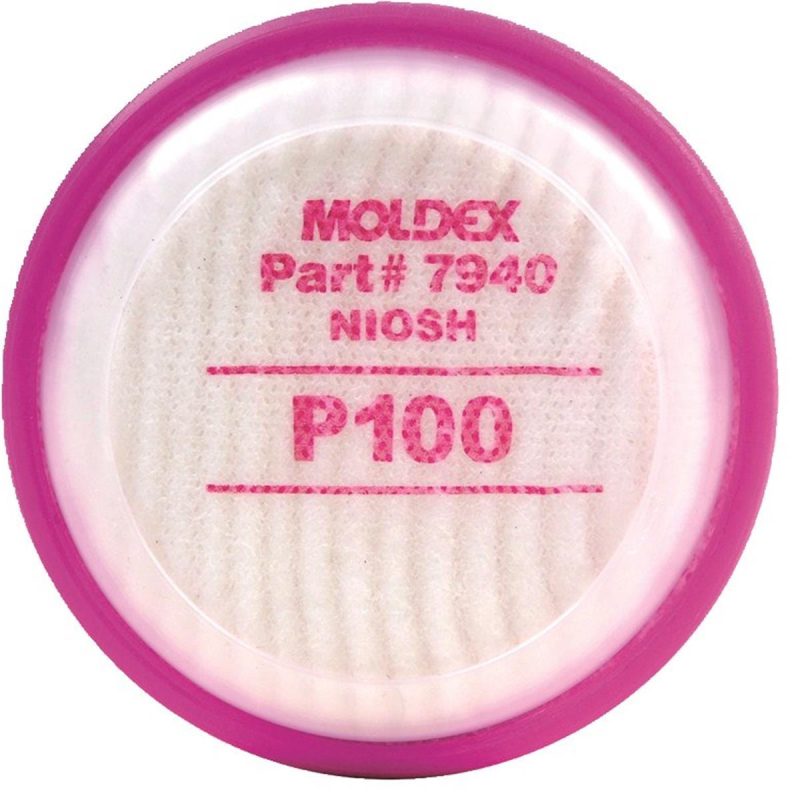 MOLDEX
Part# 7940
NIOSH
P100